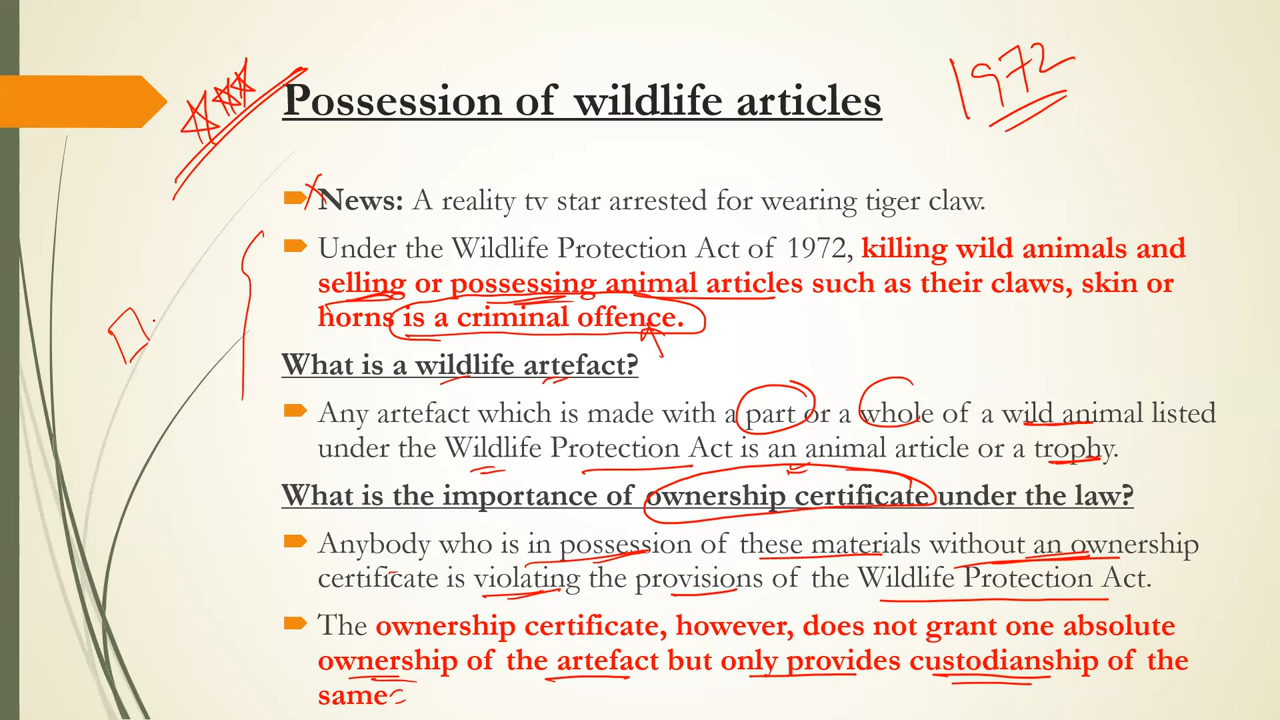 Possession of wildlife articles
1972
News: A reality tv star arrested for wearing tiger claw.
Under the Wildlife Protection Act of 1972, killing wild animals and
selling or possessing animal articles such as their claws, skin or
horns is a criminal offence.
What is a wildlife artefact?
Any artefact which is made with a part or a whole of a wild animal listed
under the Wildlife Protection Act is an animal article or a trophy.
What is the importance of ownership certificate under the law?
Anybody who is in possession of these materials without an ownership
certificate is violating the provisions of the Wildlife Protection Act.
The ownership certificate, however, does not grant one absolute
ownership of the artefact but only provides custodianship of the
same